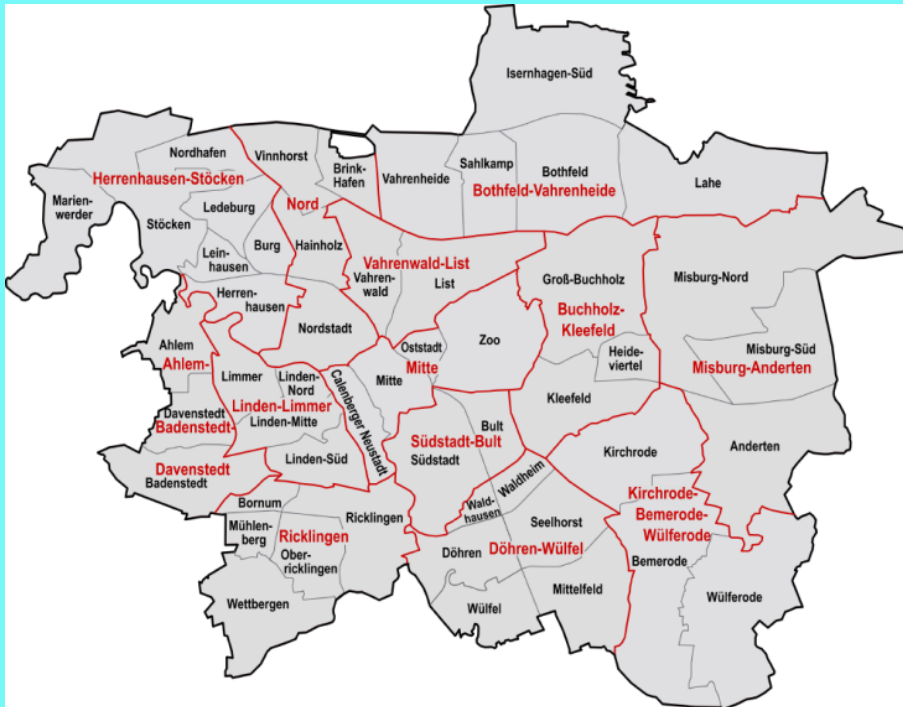 Isernhagen-Süd
Nordhafen
Vinnhorst
Brink-
Hafen
Vahrenheide
Sahlkamp
Bothfeld
Lahe
Herrenhausen-Stöcken
Bothfeld-Vahrenheide
Marien-
werder
Ledeburg
Nord
Stöcken
Burg
Hainholz
Lein-
hausen
Vahrenwald-List
Vahren-
wald
List
Groß-Buchholz
Misburg-Nord
Herren-
hausen
Nordstadt
Buchholz-
Kleefeld
Ahlem
Ahlem-
Limmer
Linden-
Nord
Calenberger Neustadt
Mitte
Oststadt
Mitte
Zoo
Heide-
viertel
Misburg-Süd
Misburg-Anderten
Davenstedt
Badenstedt-
Linden-Limmer
Linden-Mitte
Kleefeld
Bult
Südstadt-Bult
Südstadt
Linden-Süd
Kirchrode
Anderten
Davenstedt
Badenstedt
Bornum
Ricklingen
Wald-
hausen
Waldheim
Kirchrode-
Bemerode-
Wülferode
Mühlen-
berg
Ricklingen
Ober-
ricklingen
Seelhorst
Döhren
Döhren-Wülfel
Bemerode
Wülferode
Wettbergen
Wülfel
Mittelfeld